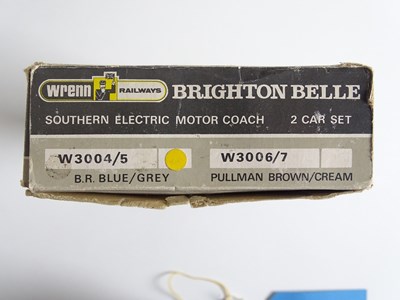 wrenn RAILWAYS BRIGHTON BELLE
SOUTHERN ELECTRIC MOTOR COACH 2 CAR SET
W3004/5 W3006/7
B.R. BLUE/GREY PULLMAN BROWN/CREAM